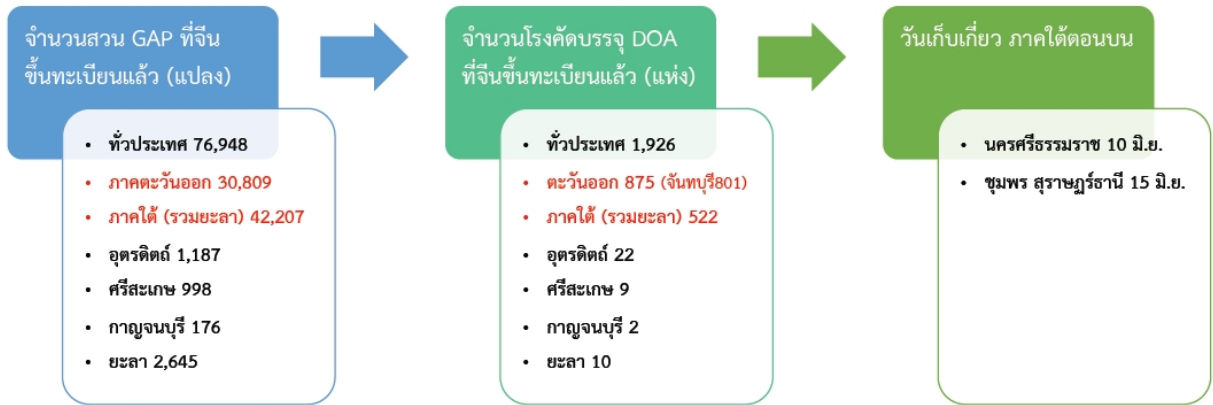 จำนวนสวน GAP ที่จีน
ขึ้นทะเบียนแล้ว (แปลง)
• ทั่วประเทศ 76,948
• ภาคตะวันออก 30,809
• ภาคใต้ (รวมยะลา) 42,207
• อุตรดิตถ์ 1,187
• ศรีสะเกษ 998
• กาญจนบุรี 176
• ยะลา 2,645
จำนวนโรงคัดบรรจุ DOA
ที่จีนขึ้นทะเบียนแล้ว (แห่ง)
• ทั่วประเทศ 1,926
• ตะวันออก 875 (จันทบุรี801)
• ภาคใต้ (รวมยะลา) 522
• อุตรดิตถ์ 22
• ศรีสะเกษ 9
• กาญจนบุรี 2
• ยะลา 10
วันเก็บเกี่ยว ภาคใต้ตอนบน
• นครศรีธรรมราช 10 มิ.ย.
• ชุมพร สุราษฏร์ธานี 15 มิ.ย.